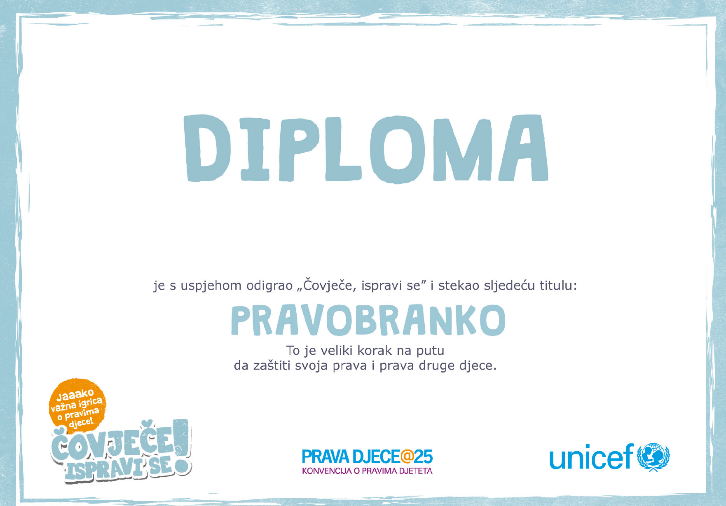 DIPLOMA
je s uspjehom odigrao „Čovječe, ispravi se” i stekao sljedeću titulu:
PRAVOBRANKO
To je veliki korak na putu
da zaštiti svoja prava i prava druge djece.
Jaaako
važna igrica
o pravima
djece!
ČOVJEČE!
ISPRAVI SE
PRAVA DJECE@25
KONVENCIJA O PRAVIMA DJETETA
unicef